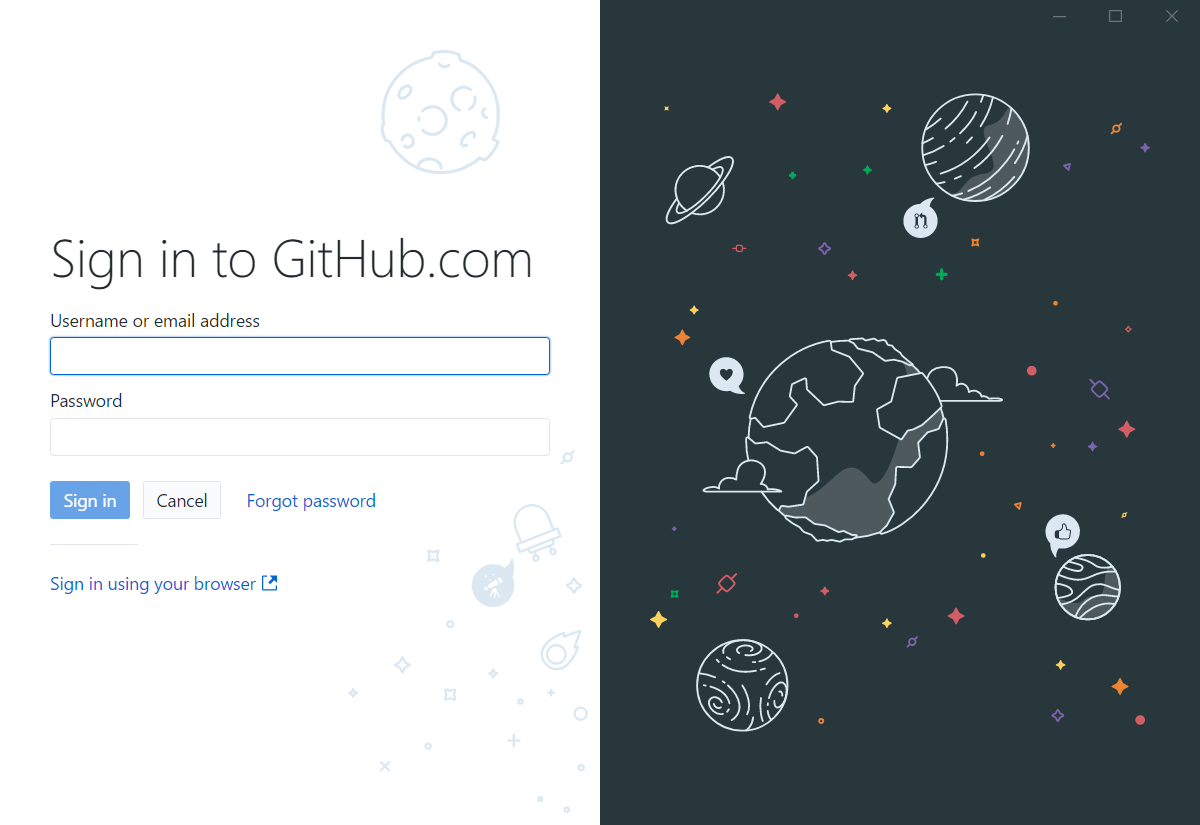 Sign in to GitHub.com
Username or email address
Password
Sign in Cancel Forgot password
Sign in using your browser